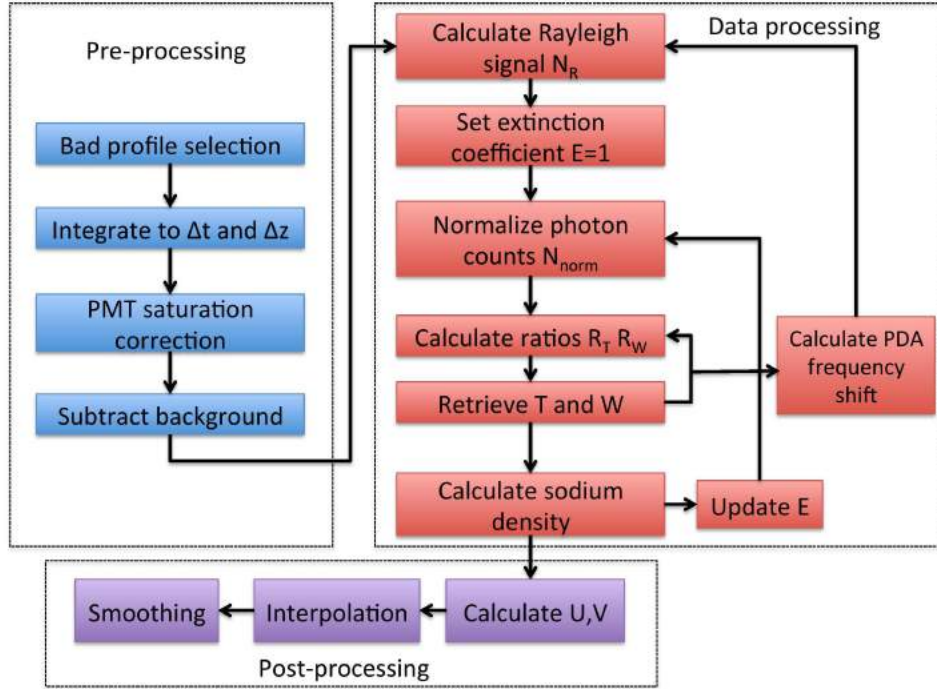 Pre-processing
Bad profile selection
Integrate to Δt and Δz
PMT saturation
correction
Subtract background
Data processing
Calculate Rayleigh
signal N_R
Set extinction
coefficient E=1
Normalize photon
counts N_norm
Calculate ratios R_T R_W
Retrieve T and W
Calculate sodium
density
Calculate PDA
frequency
shift
Update E
Smoothing
Interpolation
Calculate U,V
Post-processing